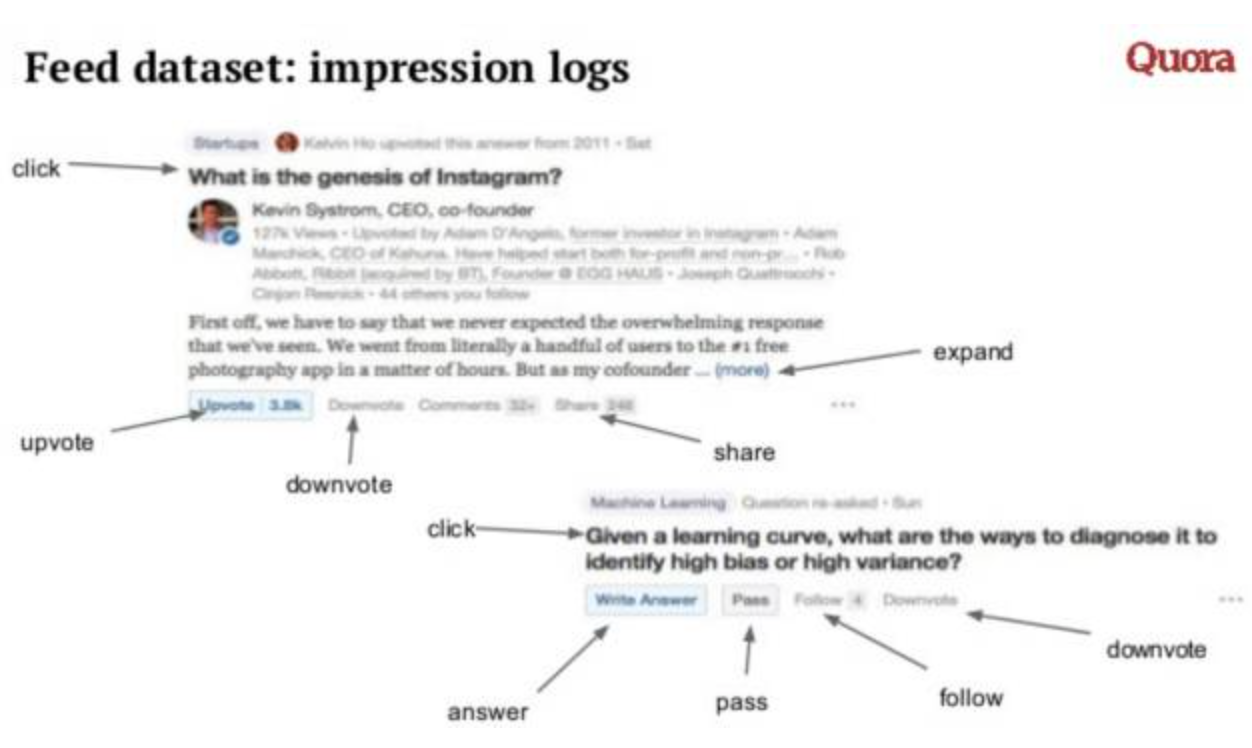 Feed dataset: impression logs
Quora
Startups Kelvin Ho upvoted this answer from 2011 • Sat
click
What is the genesis of Instagram?
Kevin Systrom, CEO, co-founder
127k Views • Upvoted by Adam D'Angelo, former investor in Instagram • Adam
Marchick, CEO of Kahuna. Have helped start both for-profit and non-pr... • Rob
Abbott, Ribbit (acquired by BT), Founder @ EGG HAUS • Joseph Quattrocchi •
Cinjon Resnick • 44 others you follow
First off, we have to say that we never expected the overwhelming response
that we've seen. We went from literally a handful of users to the #1 free
photography app in a matter of hours. But as my cofounder ... (more)
expand
Upvote 3.8k Downvote Comments 32+ Share
upvote
downvote
share
Machine Learning Question re-asked • Sun
click
Given a learning curve, what are the ways to diagnose it to
identify high bias or high variance?
Write Answer Pass Follow 4 Downvote
answer
pass
follow
downvote